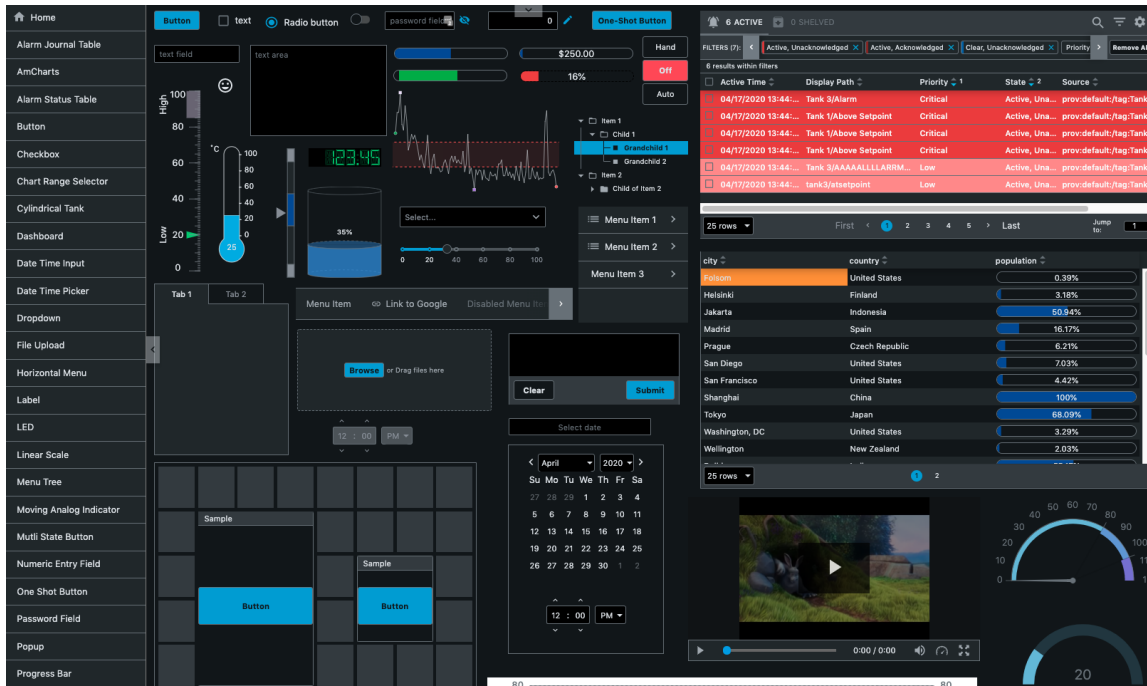 Home
Alarm Journal Table
AmCharts
Alarm Status Table
Button
Checkbox
Chart Range Selector
Cylindrical Tank
Dashboard
Date Time Input
Date Time Picker
Dropdown
File Upload
Horizontal Menu
Label
LED
Linear Scale
Menu Tree
Moving Analog Indicator
Mutli State Button
Numeric Entry Field
One Shot Button
Password Field
Popup
Progress Bar
Button
text
Radio button
password field
0
One-Shot Button
text field
text area
$250.00
16%
Hand
Off
Auto
High
Low
100
80
60
40
20
0
°C
100
80
60
40
20
0
25
123.45
35%
Item 1
Child 1
Grandchild 1
Grandchild 2
Item 2
Child of Item 2
Select...
0 20 40 60 80 100
Menu Item 1
Menu Item 2
Menu Item 3
Tab 1 Tab 2
Menu Item Link to Google Disabled Menu
Browse or Drag files here
Clear Submit
12 : 00 PM
Select date
April 2020
Su Mo Tu We Th Fr Sa
27 28 29 1 2 3 4
5 6 7 8 9 10 11
12 13 14 15 16 17 18
19 20 21 22 23 24 25
26 27 28 29 30 1 2
12 : 00 PM
Sample
Button
Sample
Button
6 ACTIVE 0 SHELVED
FILTERS (7): Active, Unacknowledged Active, Acknowledged Clear, Unacknowledged Priority Remove
6 results within filters
Active Time Display Path Priority 1 State 2 Source
04/17/2020 13:44:... Tank 3/Alarm Critical Active, Una... prov:default:/tag:Tank
04/17/2020 13:44:... Tank 1/Above Setpoint Critical Active, Una... prov:default:/tag:Tank
04/17/2020 13:44:... Tank 1/Above Setpoint Critical Active, Una... prov:default:/tag:Tank
04/17/2020 13:44:... Tank 1/Above Setpoint Critical Active, Una... prov:default:/tag:Tank
04/17/2020 13:44:... Tank 3/AAAAALLLLARRM... Low Active, Una... prov:default:/tag:Tank
04/17/2020 13:44:... tank3/atsetpoint Low Active, Una... prov:default:/tag:Tank
25 rows First 1 2 3 4 5 Last Jump to: 1
city country population
Folsom United States 0.39%
Helsinki Finland 3.18%
Jakarta Indonesia 50.94%
Madrid Spain 16.17%
Prague Czech Republic 6.21%
San Diego United States 7.03%
San Francisco United States 4.42%
Shanghai China 100%
Tokyo Japan 68.09%
Washington, DC United States 3.29%
Wellington New Zealand 2.03%
25 rows 1 2
0:00 / 0:00
0 10 20 30 40 50 60 70 80 90
20
80 80